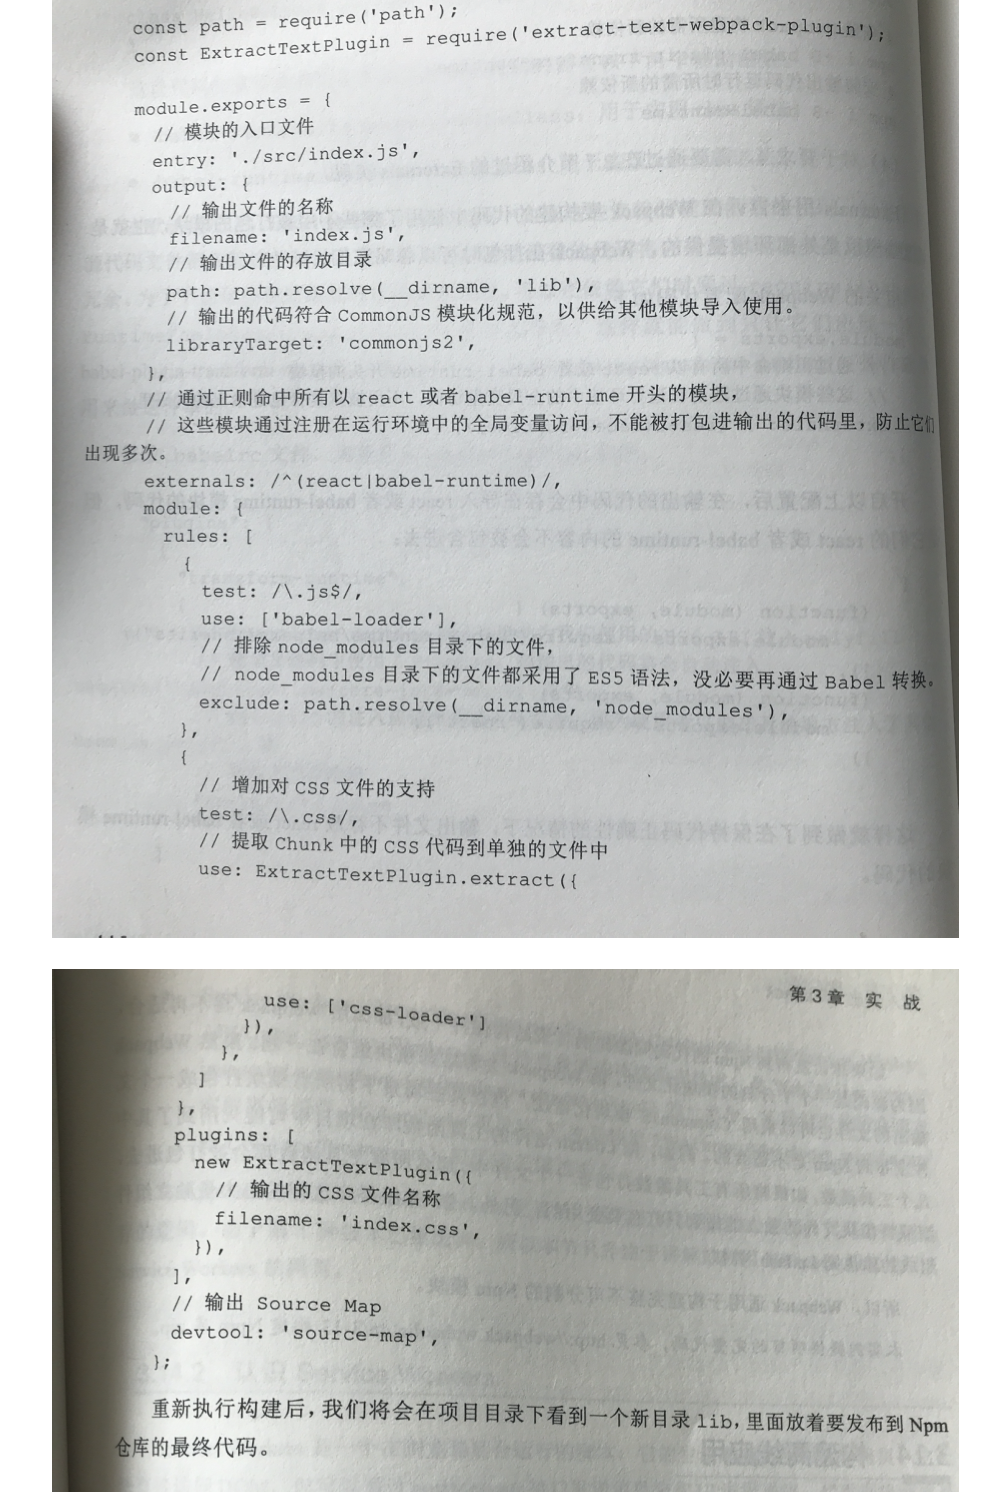 const path = require('path');
const ExtractTextPlugin = require('extract-text-webpack-plugin');
module.exports = {
// 模块的入口文件
entry: './src/index.js',
output: {
// 输出文件的名称
filename: 'index.js',
// 输出文件的存放目录
path: path.resolve(__dirname, 'lib'),
// 输出的代码符合 CommonJS 模块化规范，以供给其他模块导入使用。
libraryTarget: 'commonjs2',
},
// 通过正则命中所有以 react 或者 babel-runtime 开头的模块，
// 这些模块通过注册在运行环境中的全局变量访问，不能被打包进输出的代码里，防止它们
出现多次。
externals: /^(react|babel-runtime)/,
module: {
rules: [
{
test: /\.js$/,
use: ['babel-loader'],
// 排除 node_modules 目录下的文件，
// node_modules 目录下的文件都采用了 ES5 语法，没必要再通过 Babel 转换。
exclude: path.resolve(__dirname, 'node_modules'),
},
{
// 增加对 CSS 文件的支持
test: /\.css/,
// 提取 Chunk 中的 CSS 代码到单独的文件中
use: ExtractTextPlugin.extract({
第 3 章 实 战
use: ['css-loader']
}),
},
]
},
plugins: [
new ExtractTextPlugin({
// 输出的 CSS 文件名称
filename: 'index.css',
}),
],
// 输出 Source Map
devtool: 'source-map',
};
重新执行构建后，我们将会在项目目录下看到一个新目录 lib，里面放着要发布到 Npm
仓库的最终代码。